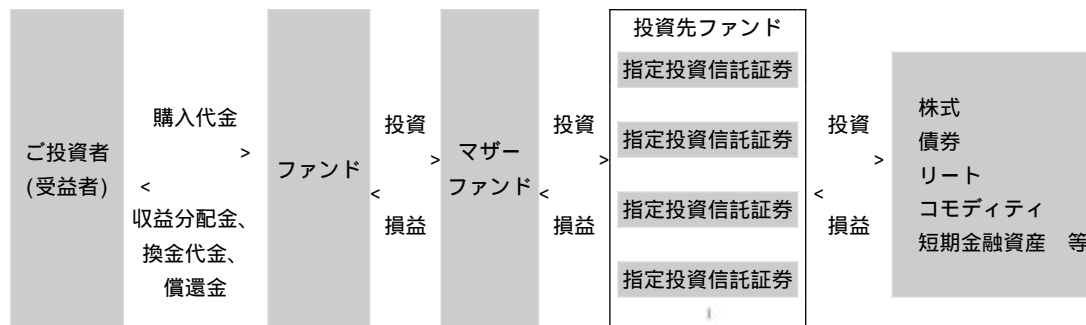 ご投資者
(受益者)
購入代金
>
<
収益分配金、
換金代金、
償還金
ファンド
投資
>
<
損益
マザー
ファンド
投資
>
<
損益
投資先ファンド
指定投資信託証券
指定投資信託証券
指定投資信託証券
指定投資信託証券
投資
>
<
損益
株式
債券
リート
コモディティ
短期金融資産　等